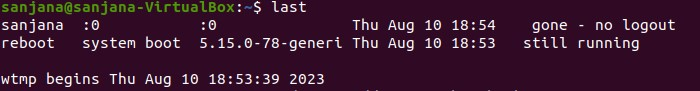 sanjana@sanjana-VirtualBox:~$ last
sanjana  :0           :0               Thu Aug 10 18:54    gone - no logout
reboot   system boot  5.15.0-78-generi Thu Aug 10 18:53   still running

wtmp begins Thu Aug 10 18:53:39 2023